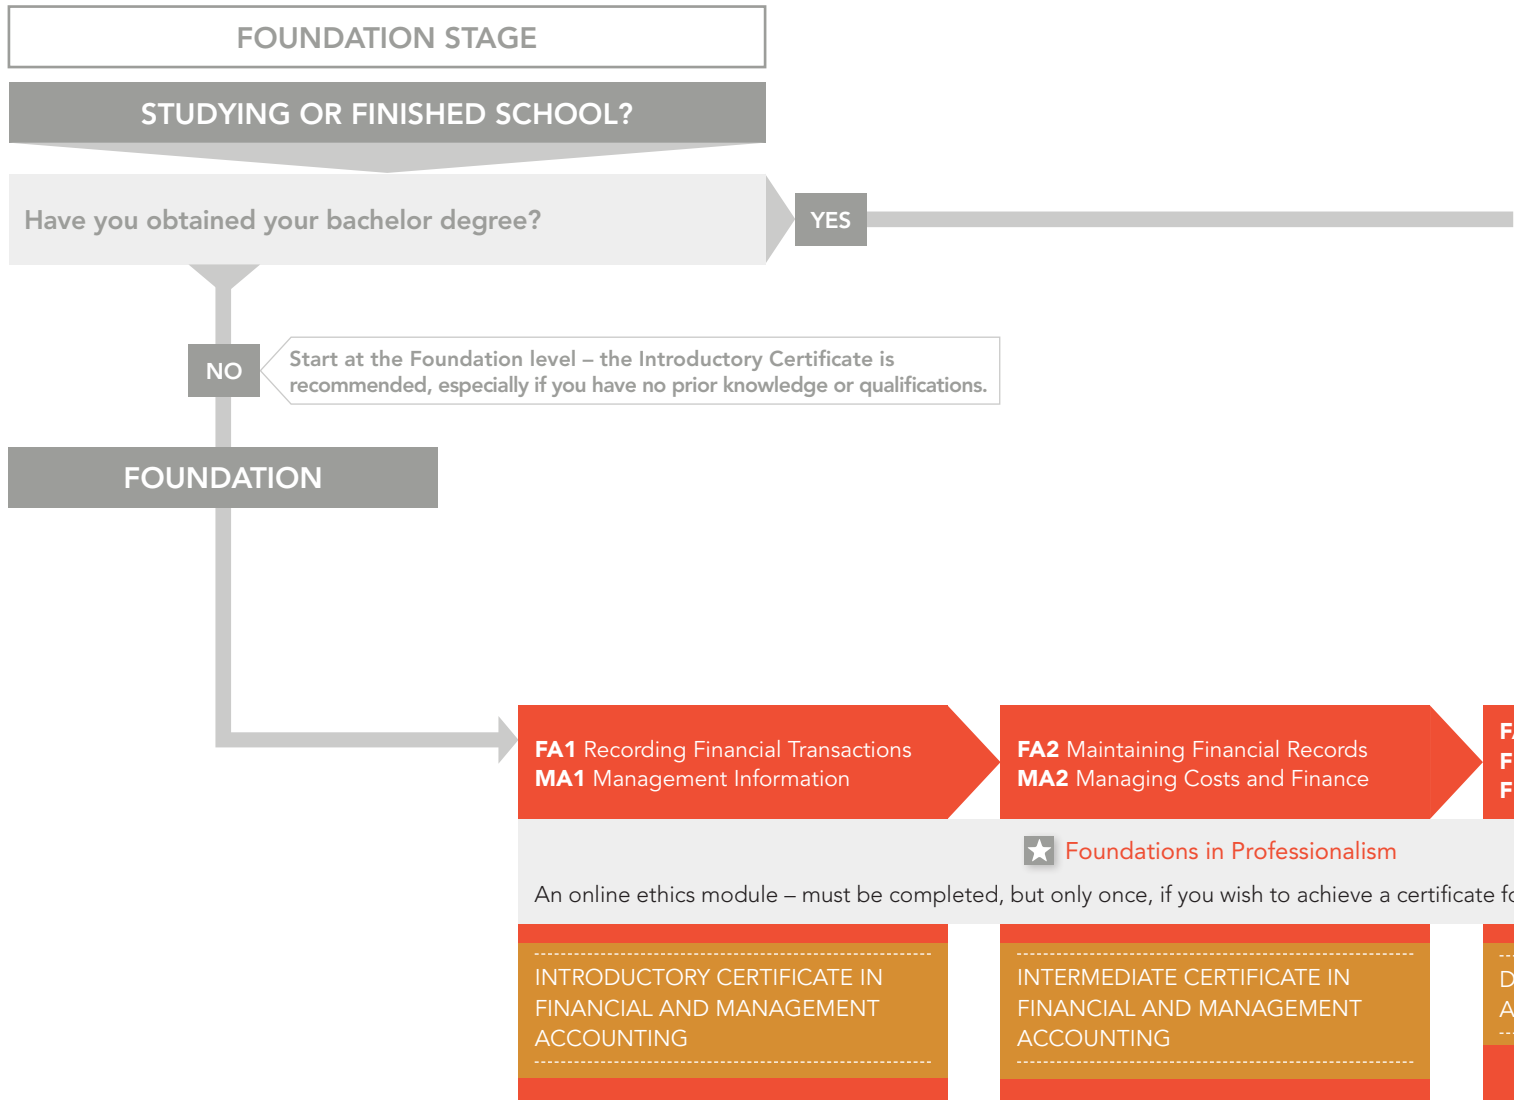 FOUNDATION STAGE
STUDYING OR FINISHED SCHOOL?
Have you obtained your bachelor degree?
YES
NO
Start at the Foundation level – the Introductory Certificate is
recommended, especially if you have no prior knowledge or qualifications.
FOUNDATION
FA1 Recording Financial Transactions
MA1 Management Information
FA2 Maintaining Financial Records
MA2 Managing Costs and Finance
Foundations in Professionalism
An online ethics module – must be completed, but only once, if you wish to achieve a certificate
INTRODUCTORY CERTIFICATE IN
FINANCIAL AND MANAGEMENT
ACCOUNTING
INTERMEDIATE CERTIFICATE IN
FINANCIAL AND MANAGEMENT
ACCOUNTING